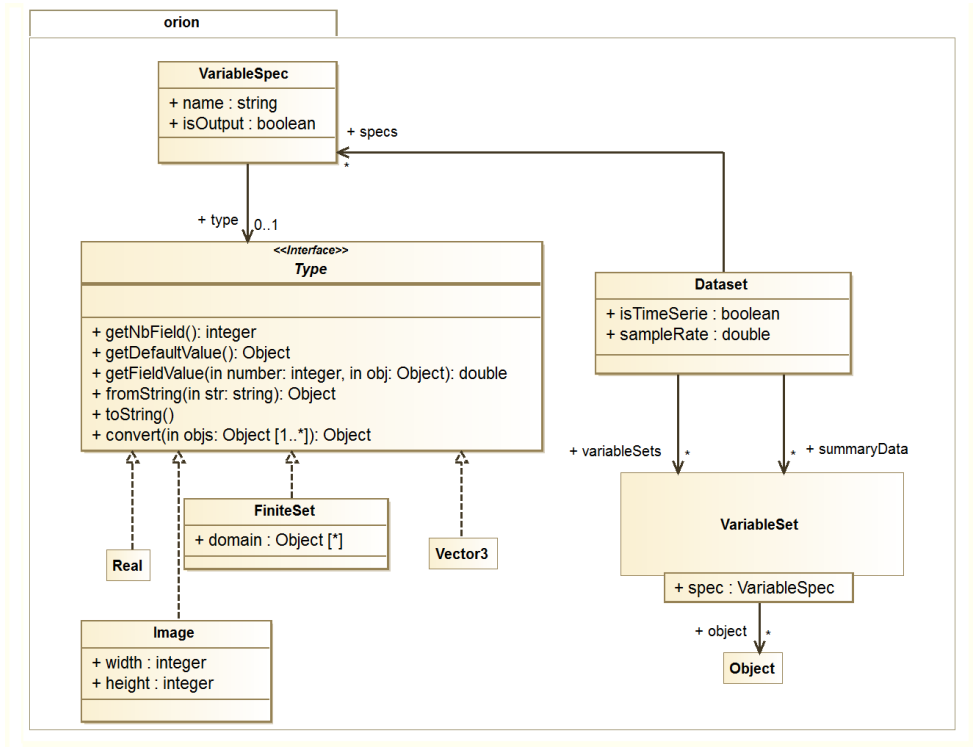 orion
VariableSpec
+ name : string
+ isOutput : boolean
+ specs
*
+ type
0..1
<<Interface>>
Type
+ getNbField(): integer
+ getDefaultValue(): Object
+ getFieldValue(in number: integer, in obj: Object): double
+ fromString(in str: string): Object
+ toString()
+ convert(in objs: Object [1..*]): Object
Dataset
+ isTimeSerie : boolean
+ sampleRate : double
+ variableSets
*
*
+ summaryData
VariableSet
+ spec : VariableSpec
+ object
*
Object
FiniteSet
+ domain : Object [*]
Real
Vector3
Image
+ width : integer
+ height : integer